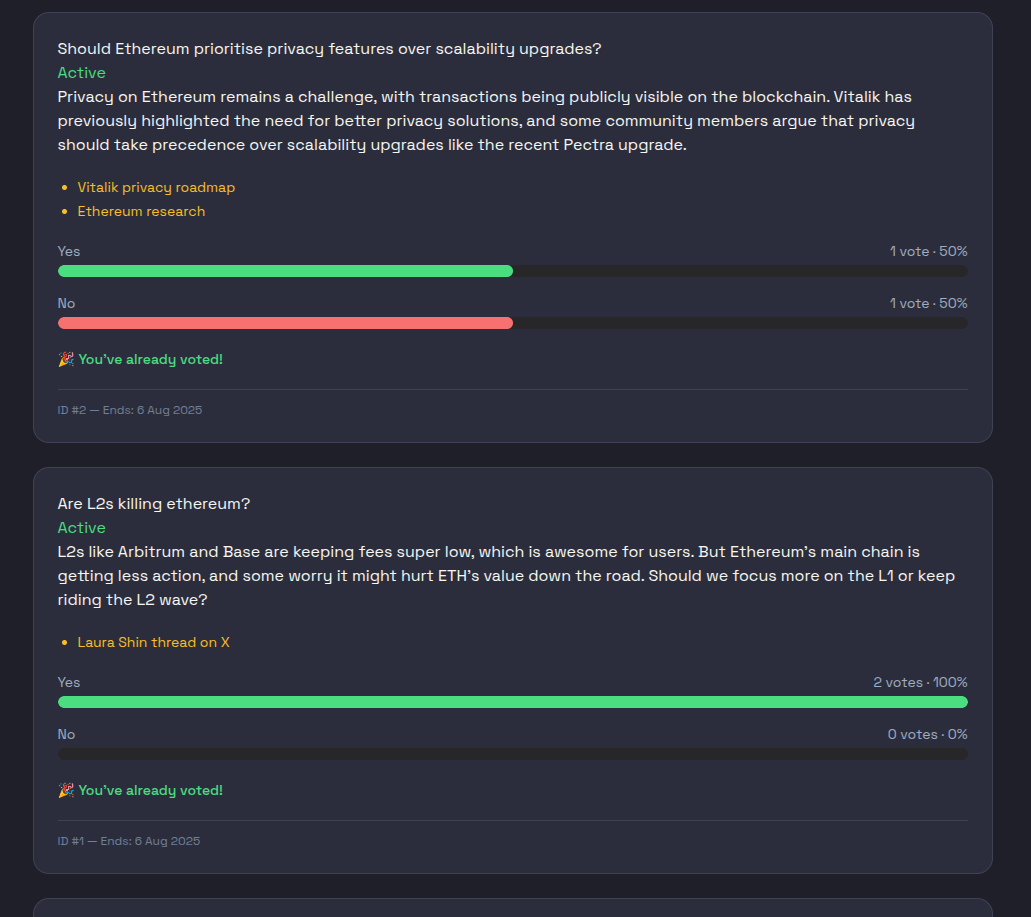 Should Ethereum prioritise privacy features over scalability upgrades?
Active
Privacy on Ethereum remains a challenge, with transactions being publicly visible on the blockchain. Vitalik has
previously highlighted the need for better privacy solutions, and some community members argue that privacy
should take precedence over scalability upgrades like the recent Pectra upgrade.
• Vitalik privacy roadmap
• Ethereum research
Yes 1 vote · 50%
No 1 vote · 50%
🎉 You've already voted!
ID #2 — Ends: 6 Aug 2025
Are L2s killing ethereum?
Active
L2s like Arbitrum and Base are keeping fees super low, which is awesome for users. But Ethereum's main chain is
getting less action, and some worry it might hurt ETH's value down the road. Should we focus more on the L1 or keep
riding the L2 wave?
• Laura Shin thread on X
Yes 2 votes · 100%
No 0 votes · 0%
🎉 You've already voted!
ID #1 — Ends: 6 Aug 2025